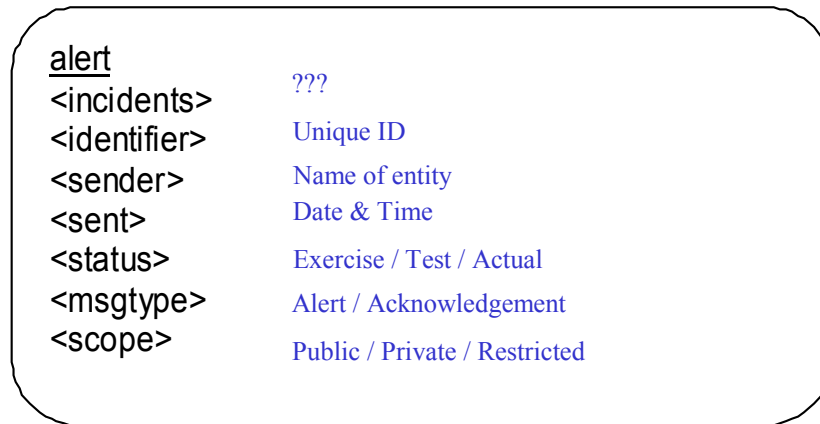 alert
<incidents> ???
<identifier> Unique ID
<sender> Name of entity
<sent> Date & Time
<status> Exercise / Test / Actual
<msgtype> Alert / Acknowledgement
<scope> Public / Private / Restricted